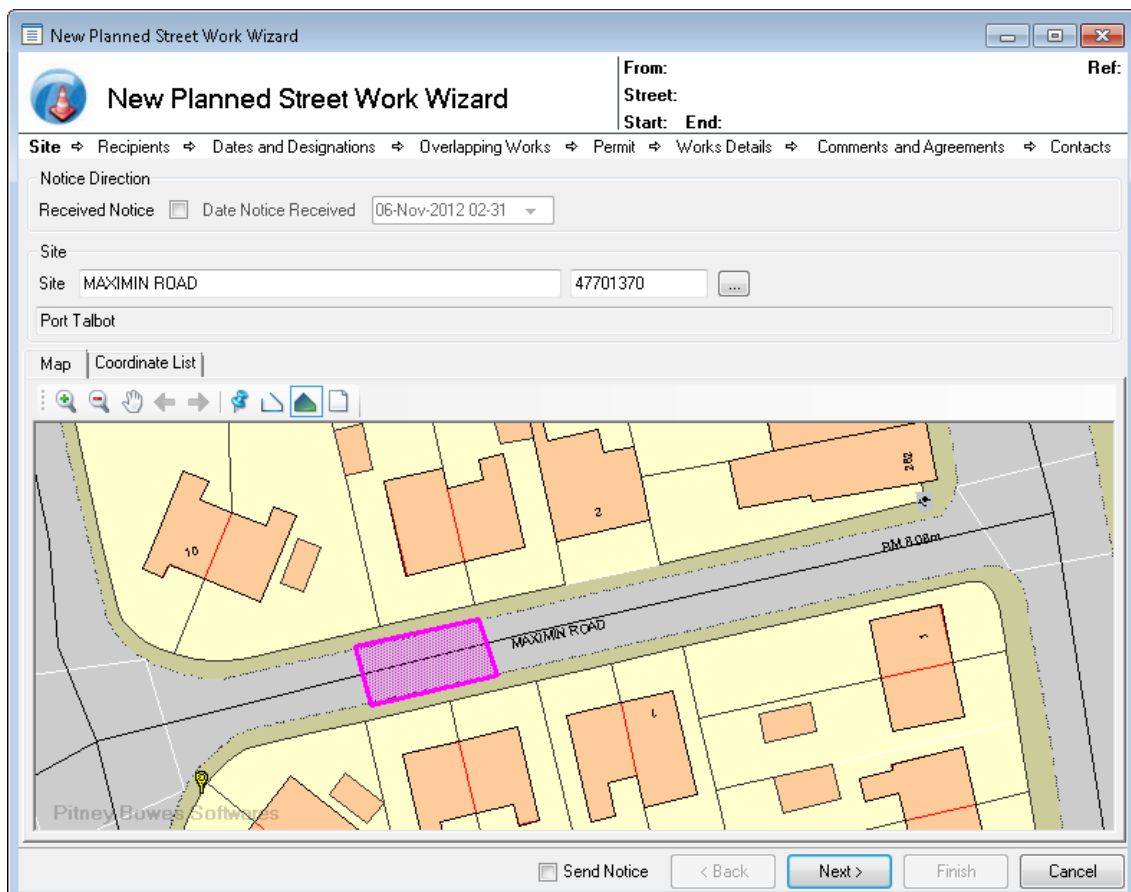 New Planned Street Work Wizard
New Planned Street Work Wizard
From:
Ref:
Street:
Start: End:
Site ⇨ Recipients ⇨ Dates and Designations ⇨ Overlapping Works ⇨ Permit ⇨ Works Details ⇨ Comments and Agreements ⇨ Contacts
Notice Direction
Received Notice Date Notice Received 06-Nov-2012 02-31
Site
Site MAXIMIN ROAD 47701370 ...
Port Talbot
Map Coordinate List
282
2
10
BM 8.08m
MAXIMIN ROAD
1
1
Pitney Bowes Softwares
Send Notice < Back Next > Finish Cancel